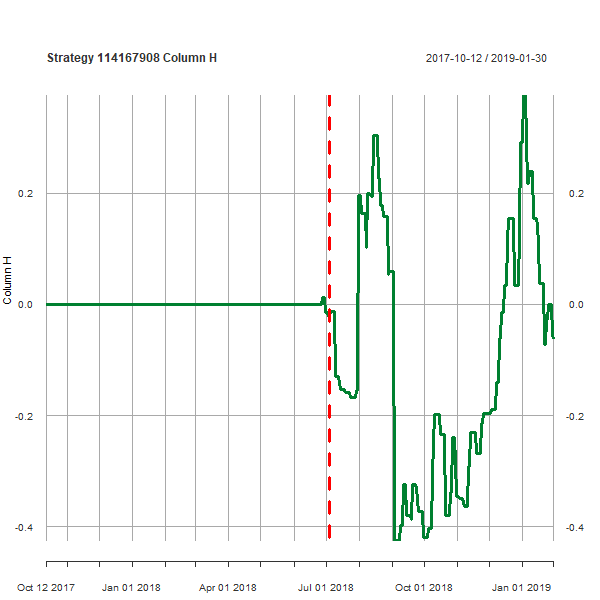 Strategy 114167908 Column H
2017-10-12 / 2019-01-30
Column H
0.2
0.2
0.0
0.0
-0.2
-0.2
-0.4
-0.4
Oct 12 2017
Jan 01 2018
Apr 01 2018
Jul 01 2018
Oct 01 2018
Jan 01 2019